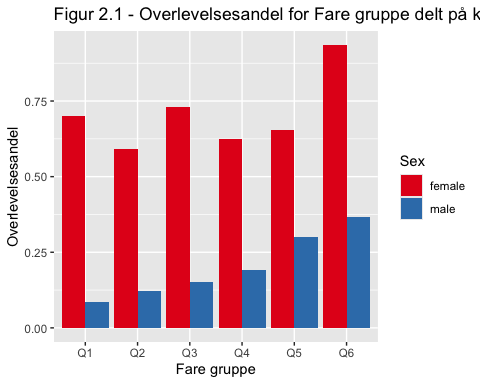 Figur 2.1 - Overlevelsesandel for Fare gruppe delt på k
Overlevelsesandel
0.75
0.50
0.25
0.00
Q1 Q2 Q3 Q4 Q5 Q6
Fare gruppe
Sex
female
male